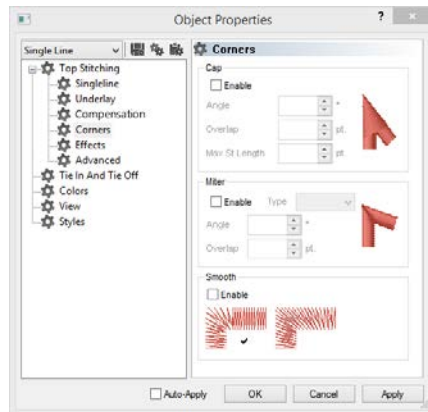 Object Properties
?
Single Line
Top Stitching
Singleline
Underlay
Compensation
Corners
Effects
Advanced
Tie In And Tie Off
Colors
View
Styles
Corners
Cap
Enable
Angle °
Overlap pt.
Max St Length pt.
Miter
Enable Type
Angle °
Overlap pt.
Smooth
Enable
Auto-Apply OK Cancel Apply